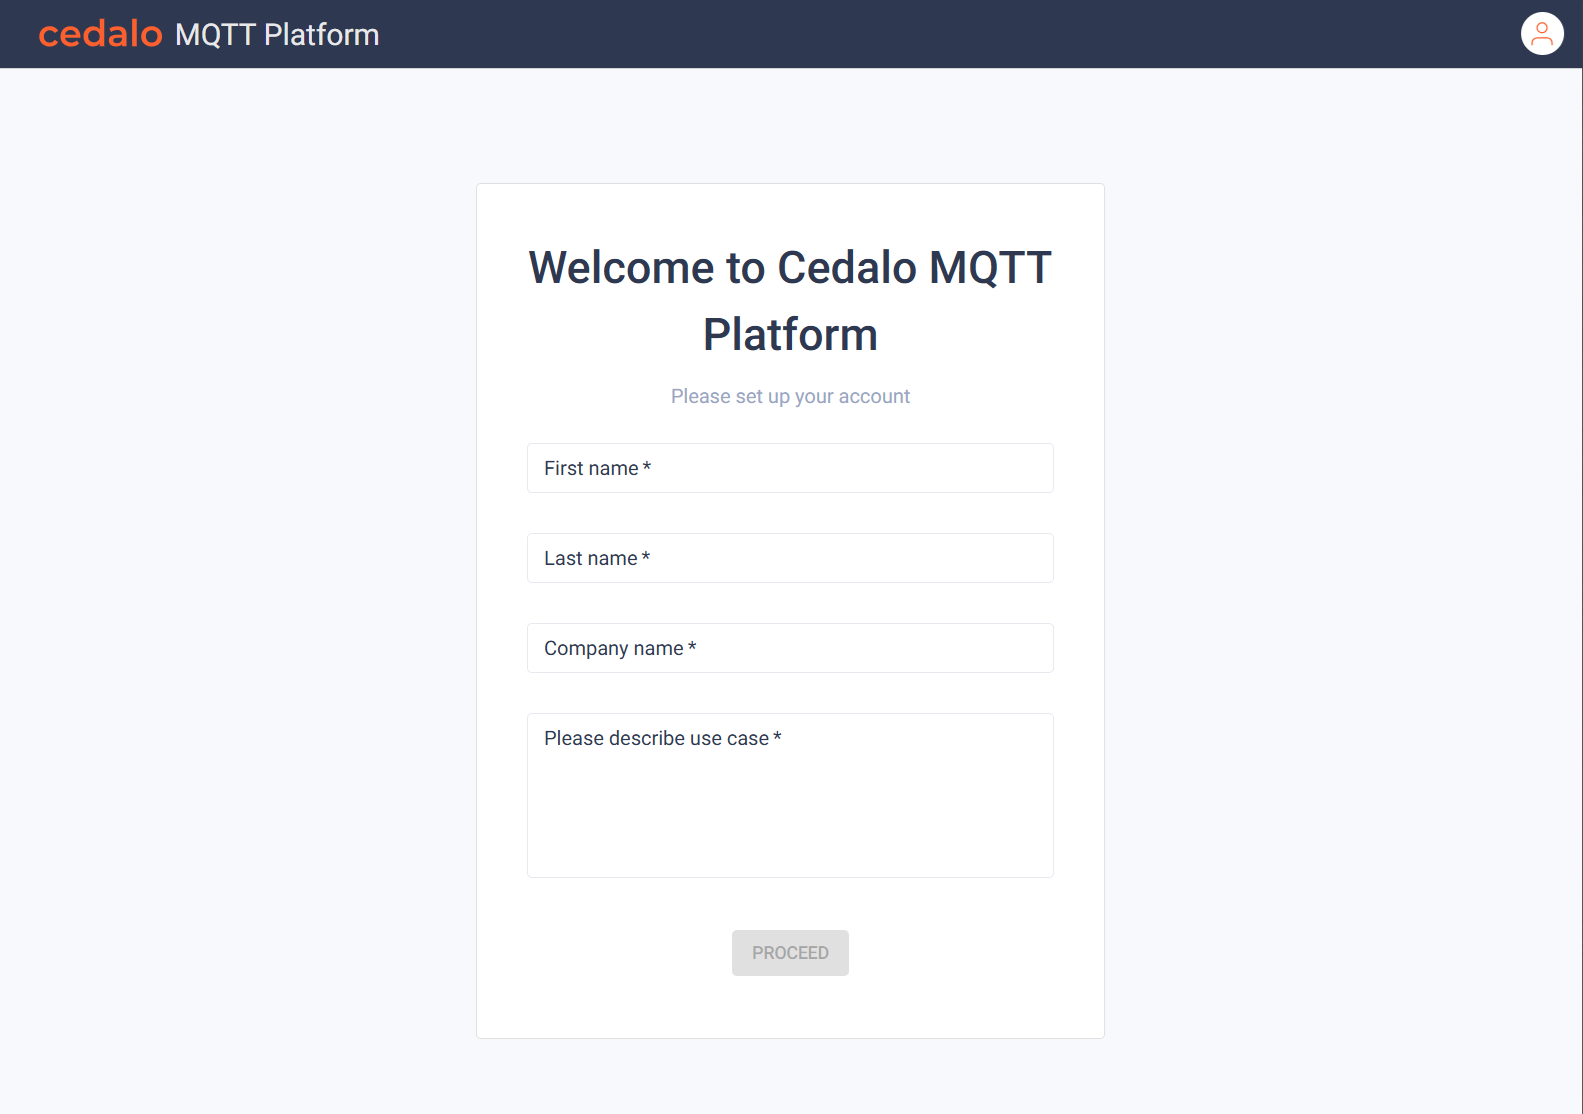 cedalo MQTT Platform
Welcome to Cedalo MQTT
Platform
Please set up your account
First name *
Last name *
Company name *
Please describe use case *
PROCEED